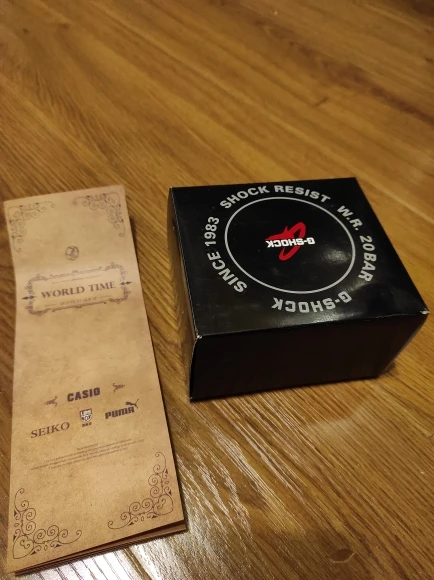 WORLD TIME
CASIO
SEIKO
PUMA
SHOCK RESIST W.R. 20BAR
G-SHOCK
SINCE 1983
G-SHOCK